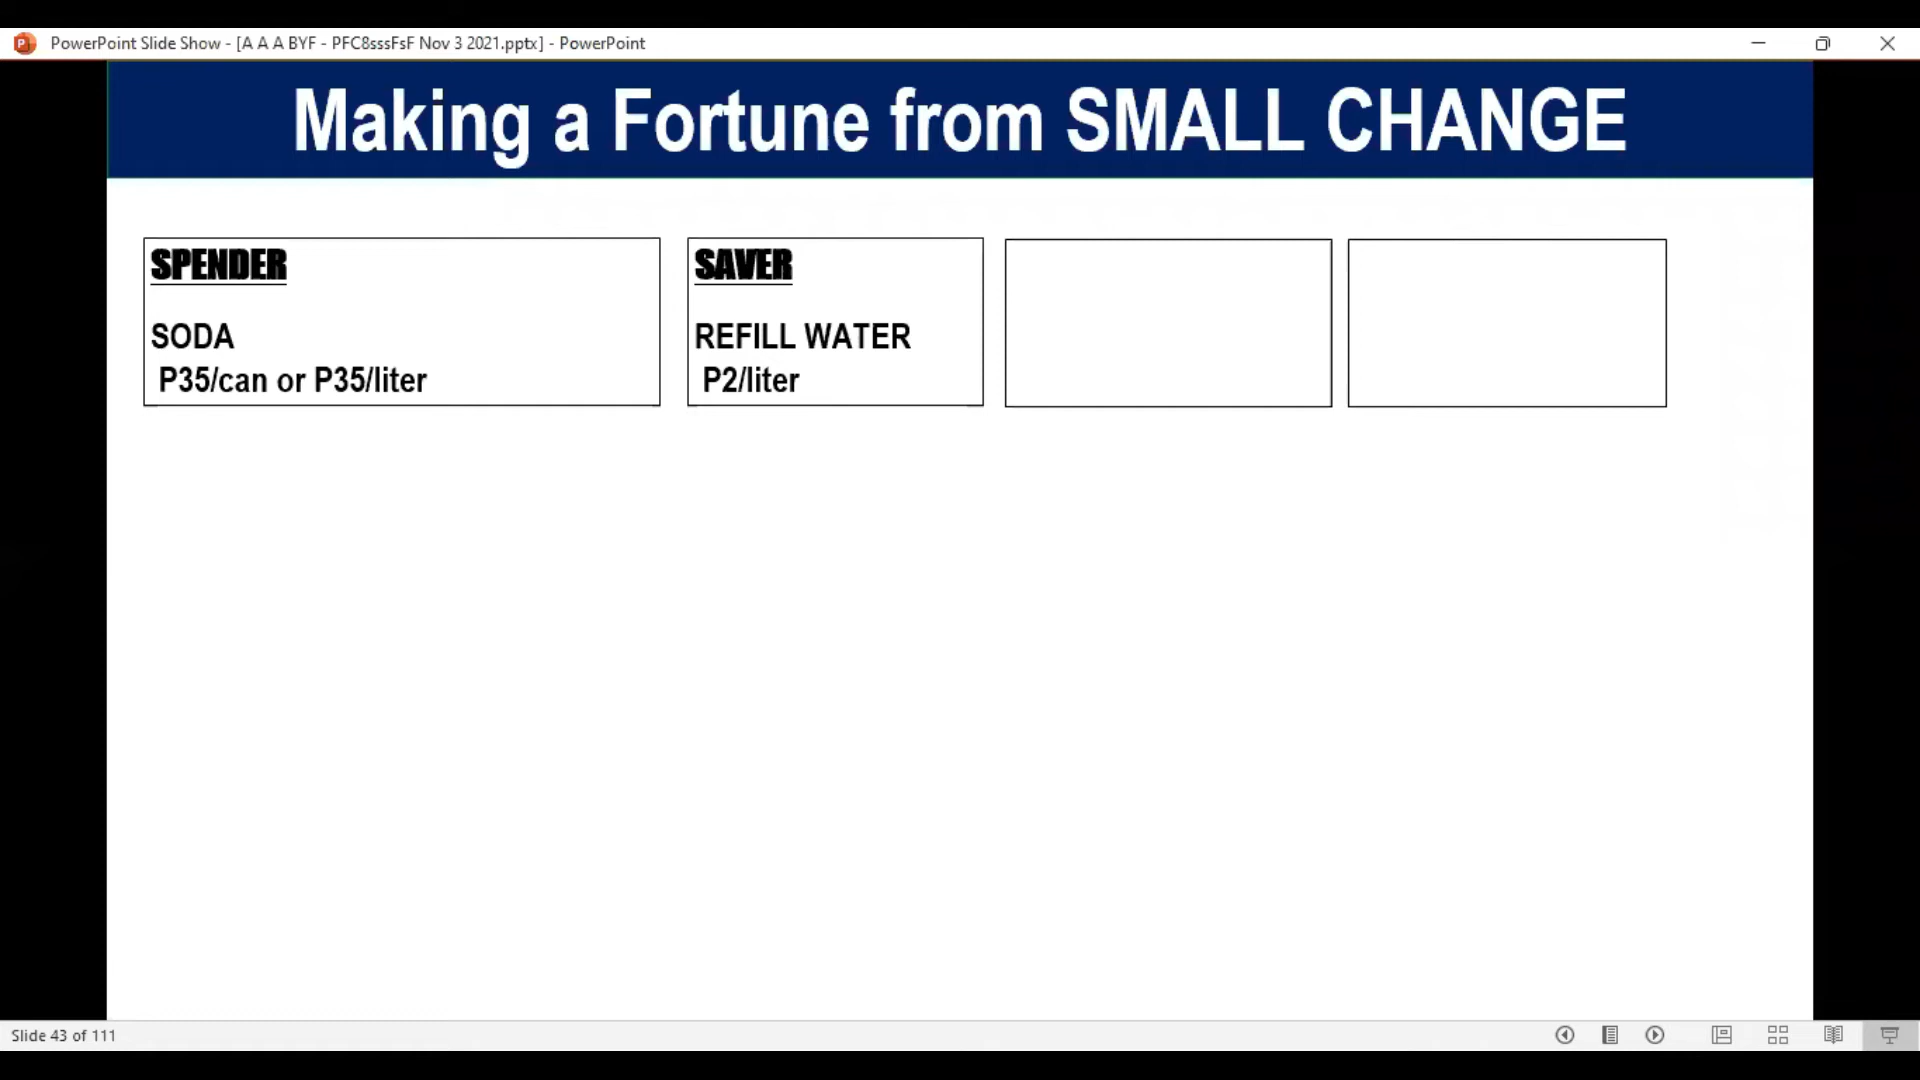 PowerPoint Slide Show - [A A A BYF - PFC8sssFsF Nov 3 2021.pptx] - PowerPoint
Making a Fortune from SMALL CHANGE
SPENDER
SODA
P35/can or P35/liter
SAVER
REFILL WATER
P2/liter
Slide 43 of 111